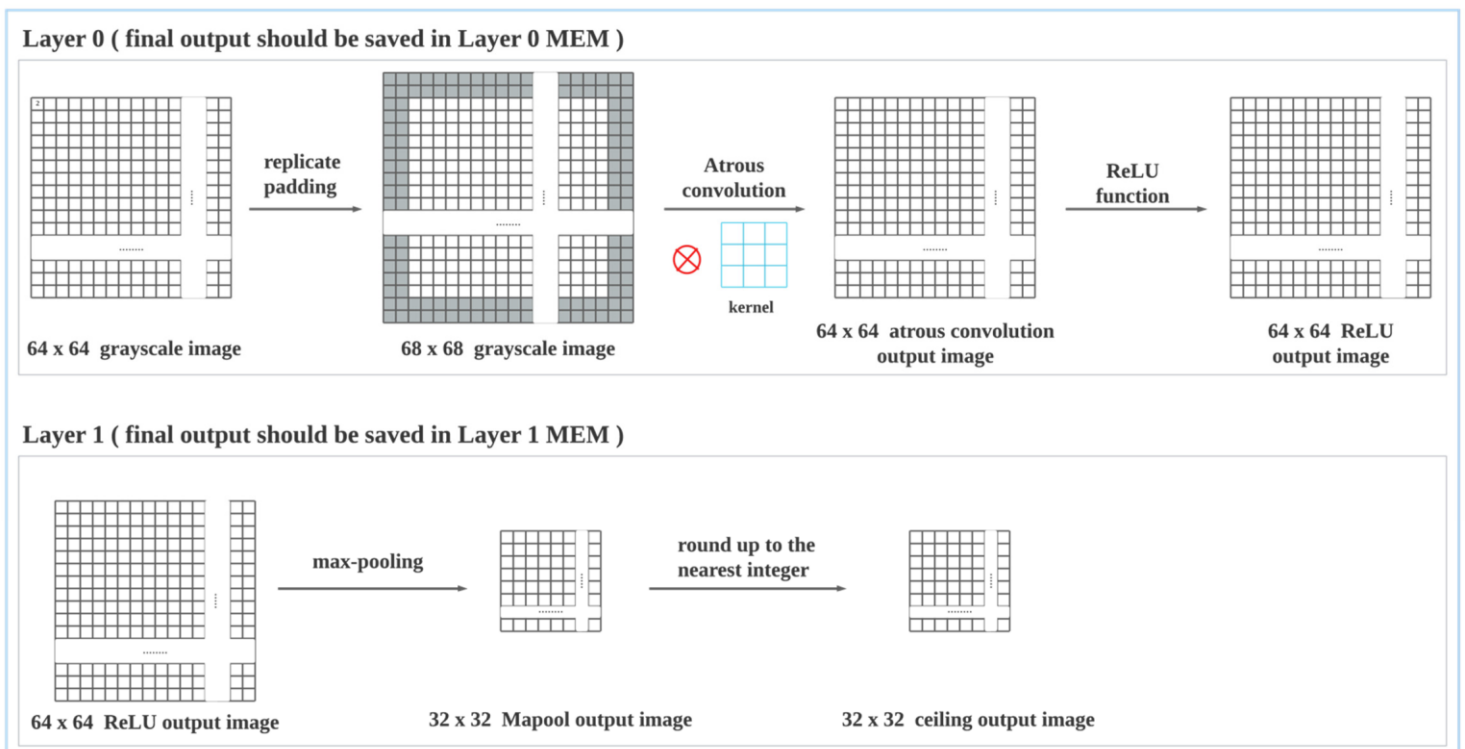 Layer 0 ( final output should be saved in Layer 0 MEM )
2
replicate
padding
Atrous
convolution
kernel
ReLU
function
64 x 64 grayscale image
68 x 68 grayscale image
64 x 64 atrous convolution
output image
64 x 64 ReLU
output image
Layer 1 ( final output should be saved in Layer 1 MEM )
max-pooling
round up to the
nearest integer
64 x 64 ReLU output image
32 x 32 Mapool output image
32 x 32 ceiling output image